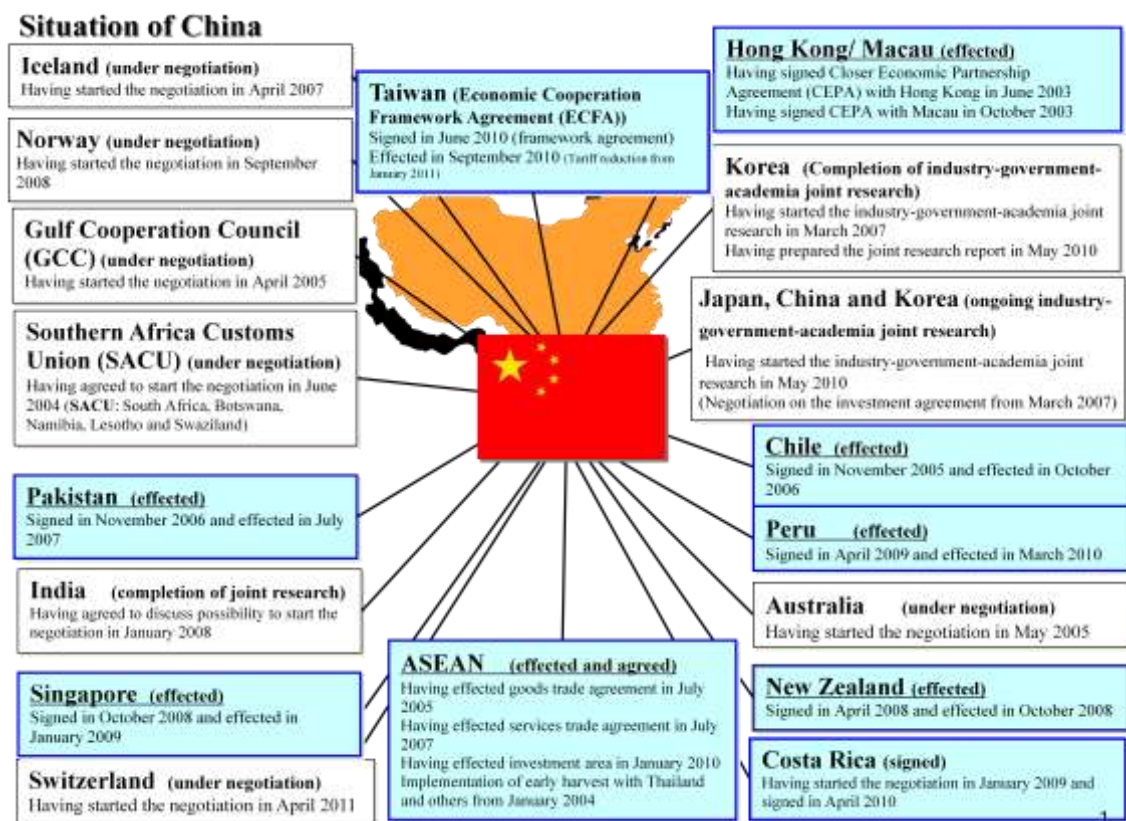 Situation of China
Iceland (under negotiation)
Having started the negotiation in April 2007
Norway (under negotiation)
Having started the negotiation in September
2008
Gulf Cooperation Council
(GCC) (under negotiation)
Having started the negotiation in April 2005
Southern Africa Customs
Union (SACU) (under negotiation)
Having agreed to start the negotiation in June
2004 (SACU: South Africa, Botswana,
Namibia, Lesotho and Swaziland)
Pakistan (effected)
Signed in November 2006 and effected in July
2007
India (completion of joint research)
Having agreed to discuss possibility to start the
negotiation in January 2008
Singapore (effected)
Signed in October 2008 and effected in
January 2009
Switzerland (under negotiation)
Having started the negotiation in April 2011
Taiwan (Economic Cooperation
Framework Agreement (ECFA))
Signed in June 2010 (framework agreement)
Effected in September 2010 (Tariff reduction from
January 2011)
ASEAN (effected and agreed)
Having effected goods trade agreement in July
2005
Having effected services trade agreement in July
2007
Having effected investment area in January 2010
Implementation of early harvest with Thailand
and others from January 2004
Hong Kong/ Macau (effected)
Having signed Closer Economic Partnership
Agreement (CEPA) with Hong Kong in June 2003
Having signed CEPA with Macau in October 2003
Korea (Completion of industry-government-
academia joint research)
Having started the industry-government-academia joint
research in March 2007
Having prepared the joint research report in May 2010
Japan, China and Korea (ongoing industry-
government-academia joint research)
Having started the industry-government-academia joint
research in May 2010
(Negotiation on the investment agreement from March 2007)
Chile (effected)
Signed in November 2005 and effected in October
2006
Peru (effected)
Signed in April 2009 and effected in March 2010
Australia (under negotiation)
Having started the negotiation in May 2005
New Zealand (effected)
Signed in April 2008 and effected in October 2008
Costa Rica (signed)
Having started the negotiation in January 2009 and
signed in April 2010
1